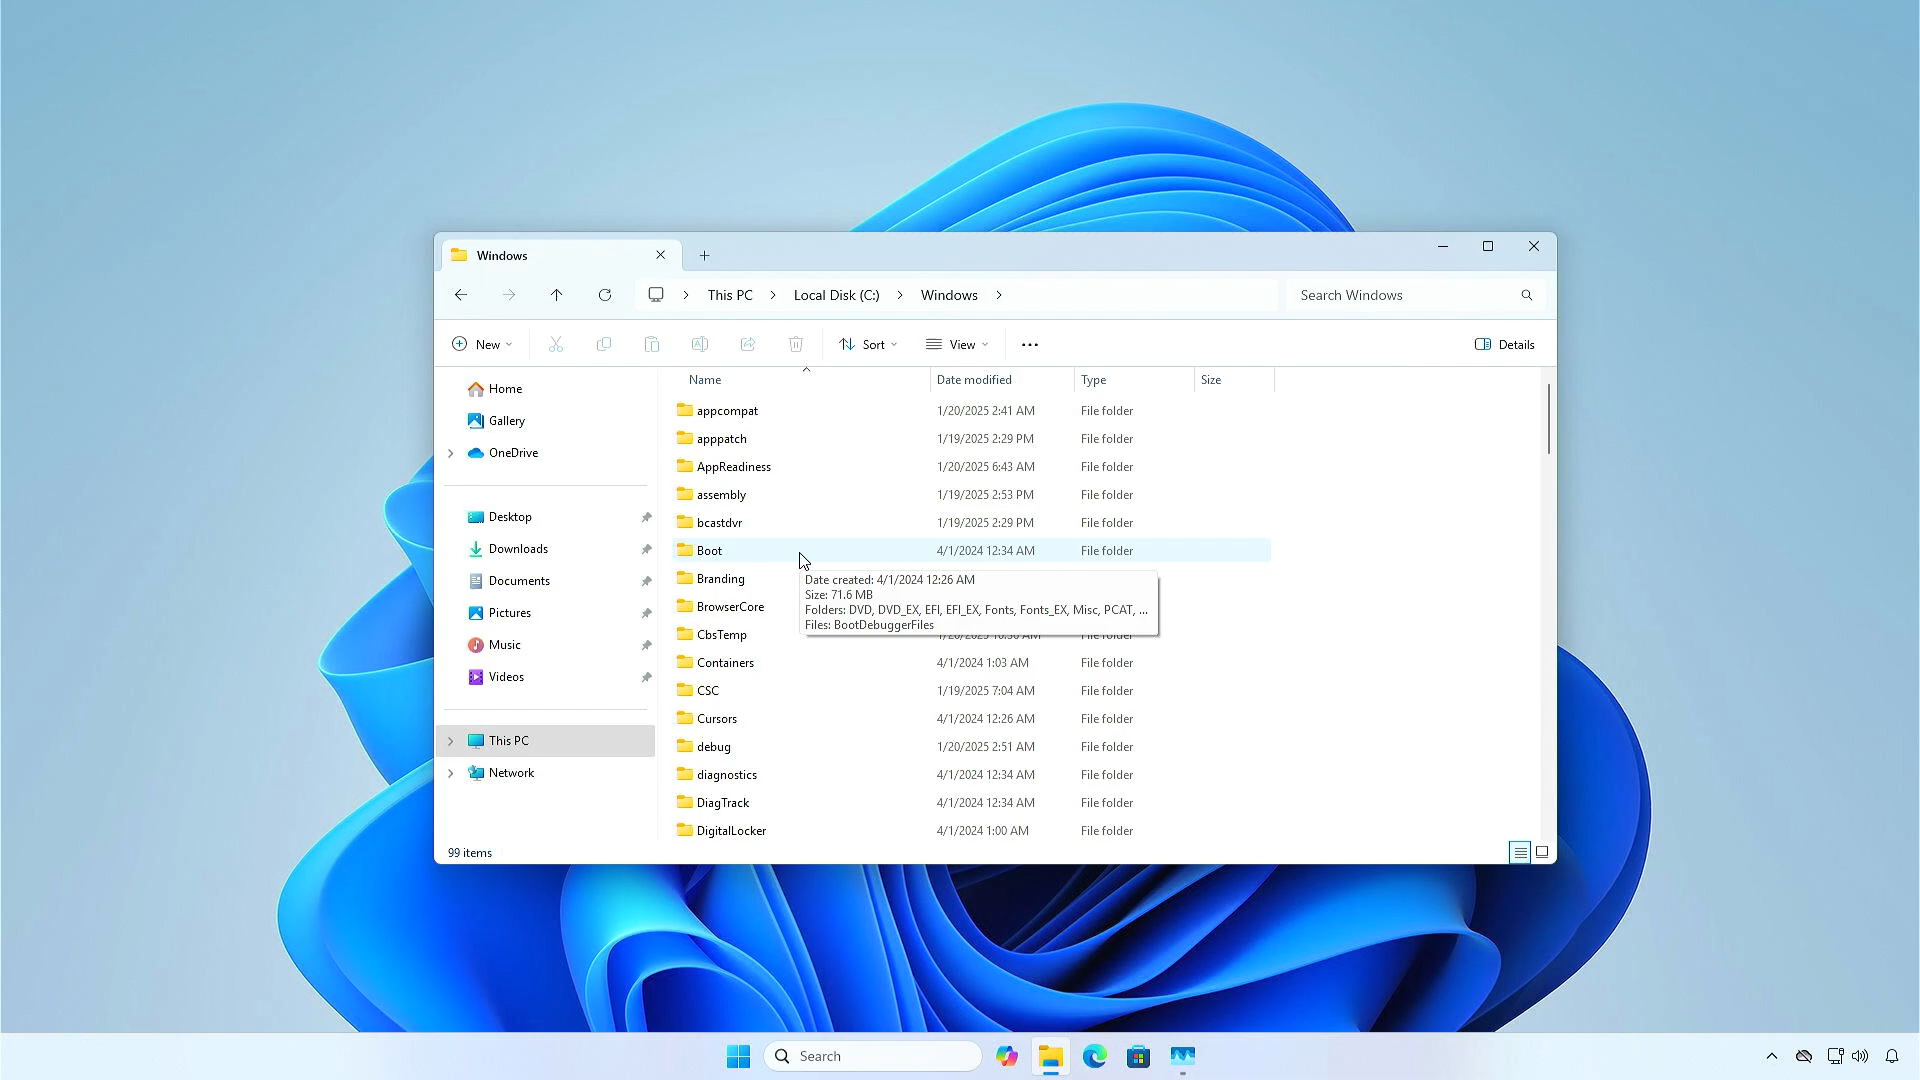 Windows
This PC
Local Disk (C:)
Windows
Search Windows
New
Sort
View
Details
Home
Gallery
OneDrive
Desktop
Downloads
Documents
Pictures
Music
Videos
This PC
Network
Name Date modified Type Size
appcompat 1/20/2025 2:41 AM File folder
apppatch 1/19/2025 2:29 PM File folder
AppReadiness 1/20/2025 6:43 AM File folder
assembly 1/19/2025 2:53 PM File folder
bcastdvr 1/19/2025 2:29 PM File folder
Boot 4/1/2024 12:34 AM File folder
Branding
BrowserCore
CbsTemp File folder
Date created: 4/1/2024 12:26 AM
Size: 71.6 MB
Folders: DVD, DVD_EX, EFI, EFI_EX, Fonts, Fonts_EX, Misc, PCAT, ...
Files: BootDebuggerFiles
Containers 4/1/2024 1:03 AM File folder
CSC 1/19/2025 7:04 AM File folder
Cursors 4/1/2024 12:26 AM File folder
debug 1/20/2025 2:51 AM File folder
diagnostics 4/1/2024 12:34 AM File folder
DiagTrack 4/1/2024 12:34 AM File folder
DigitalLocker 4/1/2024 1:00 AM File folder
99 items
Search